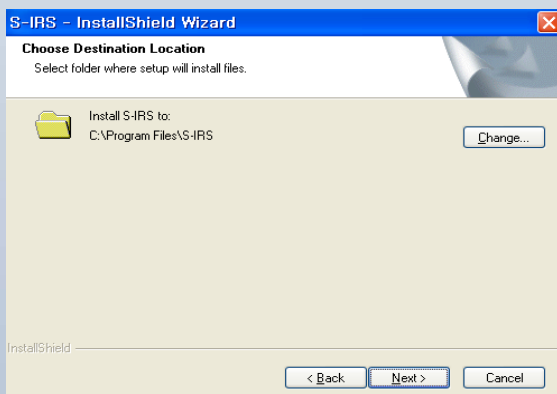 S-IRS - InstallShield Wizard
Choose Destination Location
Select folder where setup will install files.
Install S-IRS to:
C:\Program Files\S-IRS
Change...
InstallShield
< Back
Next >
Cancel